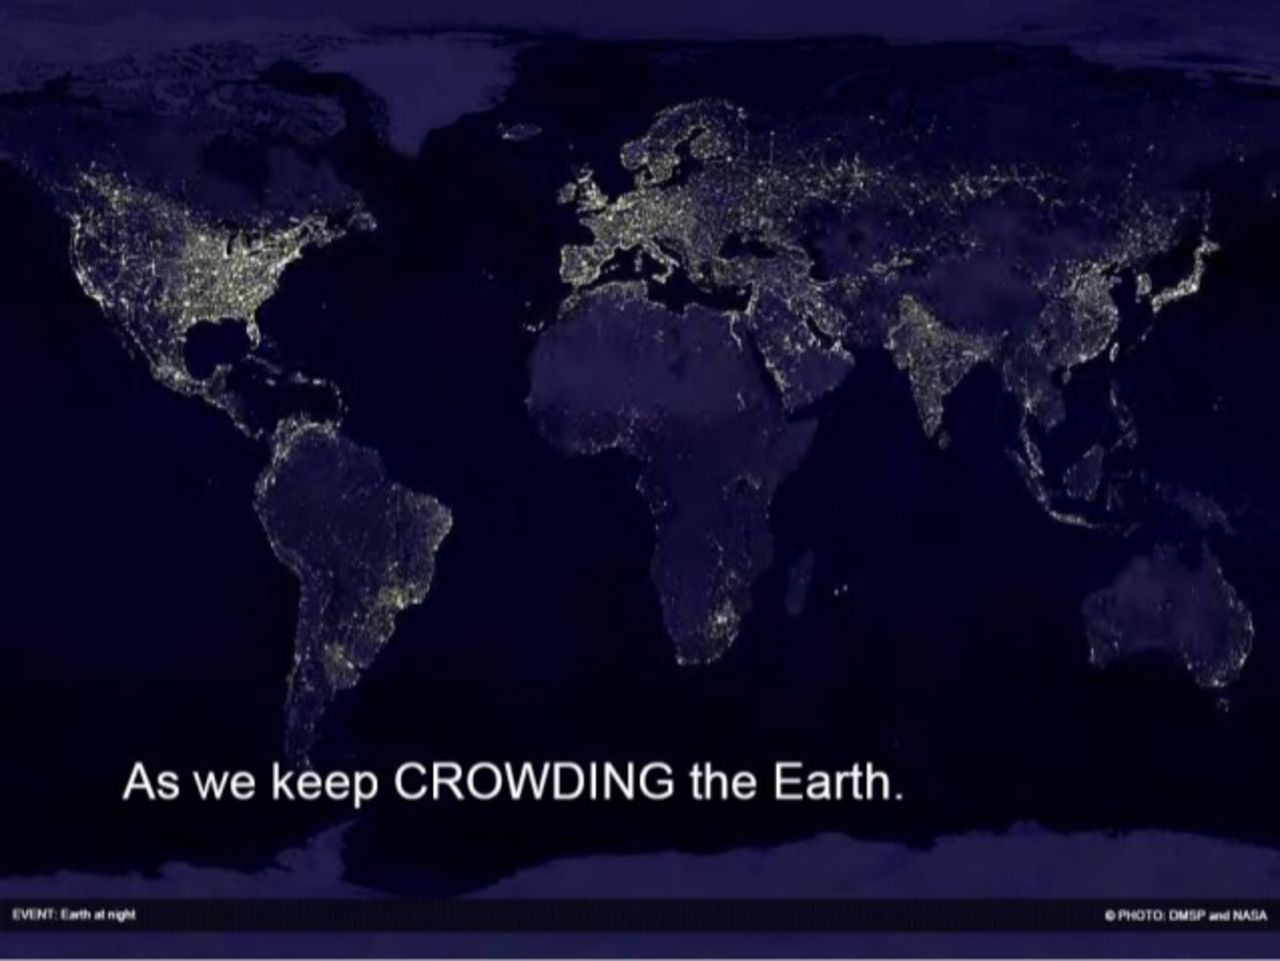 As we keep CROWDING the Earth.
EVENT: Earth at night
© PHOTO: DMSP and NASA